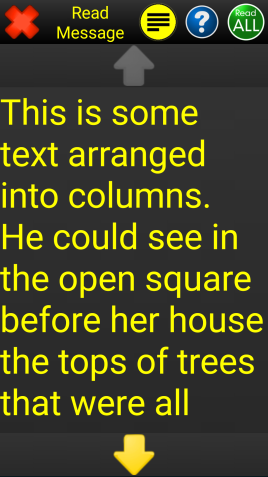 Read
Message
?
Read
ALL
This is some
text arranged
into columns.
He could see in
the open square
before her house
the tops of trees
that were all